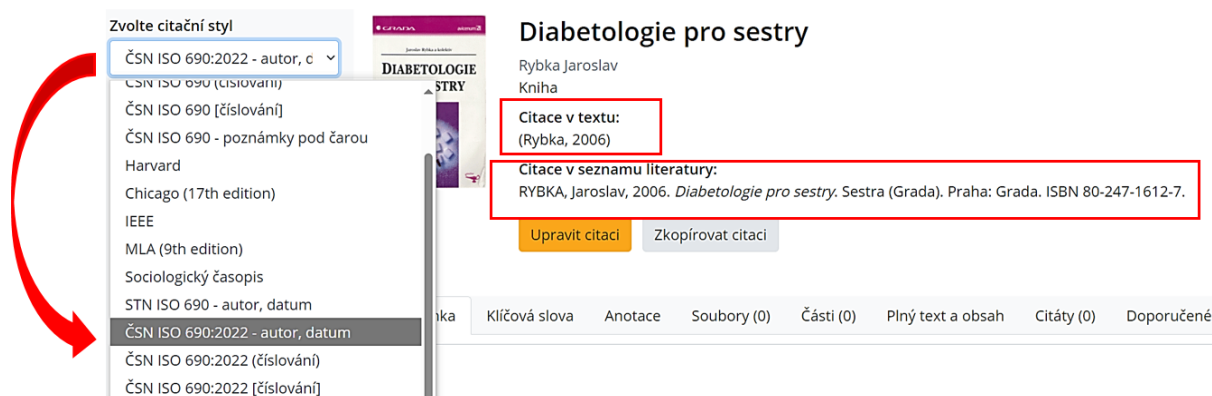 Zvolte citační styl
ČSN ISO 690:2022 - autor, d
ČSN ISO 690 (číslování)
ČSN ISO 690 [číslování]
ČSN ISO 690 - poznámky pod čarou
Harvard
Chicago (17th edition)
IEEE
MLA (9th edition)
Sociologický časopis
STN ISO 690 - autor, datum
ČSN ISO 690:2022 - autor, datum
ČSN ISO 690:2022 (číslování)
ČSN ISO 690:2022 [číslování]
GRADA
DIABETOLOGIE
STRY
Diabetologie pro sestry
Rybka Jaroslav
Kniha
Citace v textu:
(Rybka, 2006)
Citace v seznamu literatury:
RYBKA, Jaroslav, 2006. Diabetologie pro sestry. Sestra (Grada). Praha: Grada. ISBN 80-247-1612-7.
Upravit citaci Zkopírovat citaci
nka Klíčová slova Anotace Soubory (0) Části (0) Plný text a obsah Citáty (0) Doporučené